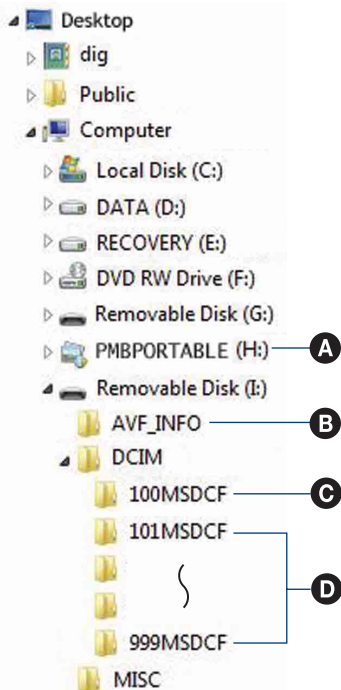 Desktop
dig
Public
Computer
Local Disk (C:)
DATA (D:)
RECOVERY (E:)
DVD RW Drive (F:)
Removable Disk (G:)
PMBPORTABLE (H:) A
Removable Disk (I:)
AVF_INFO B
DCIM
100MSDCF C
101MSDCF
D
999MSDCF
MISC